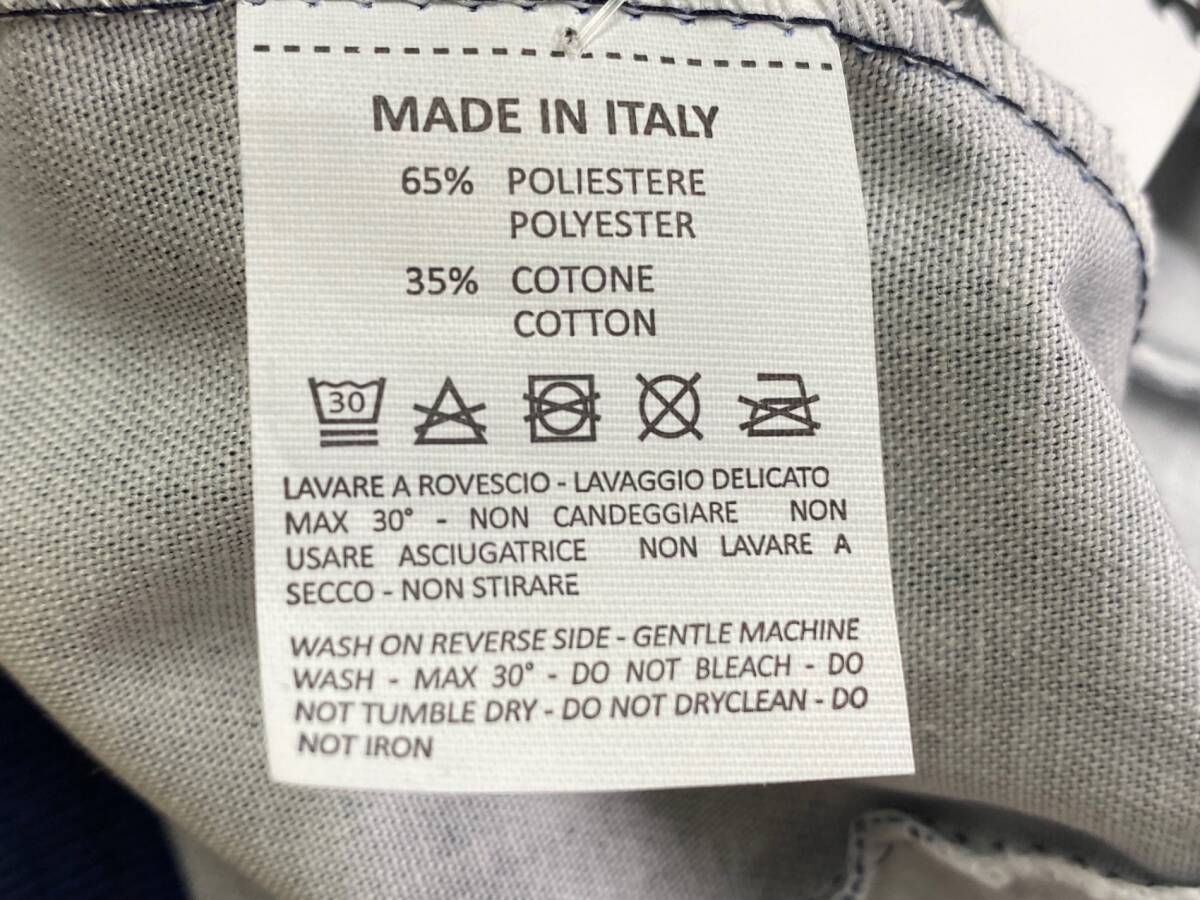 MADE IN ITALY
65% POLIESTERE
POLYESTER
35% COTONE
COTTON
30
LAVARE A ROVESCIO - LAVAGGIO DELICATO
MAX 30° - NON CANDEGGIARE NON
USARE ASCIUGATRICE NON LAVARE A
SECCO - NON STIRARE
WASH ON REVERSE SIDE - GENTLE MACHINE
WASH - MAX 30° - DO NOT BLEACH - DO
NOT TUMBLE DRY - DO NOT DRYCLEAN - DO
NOT IRON